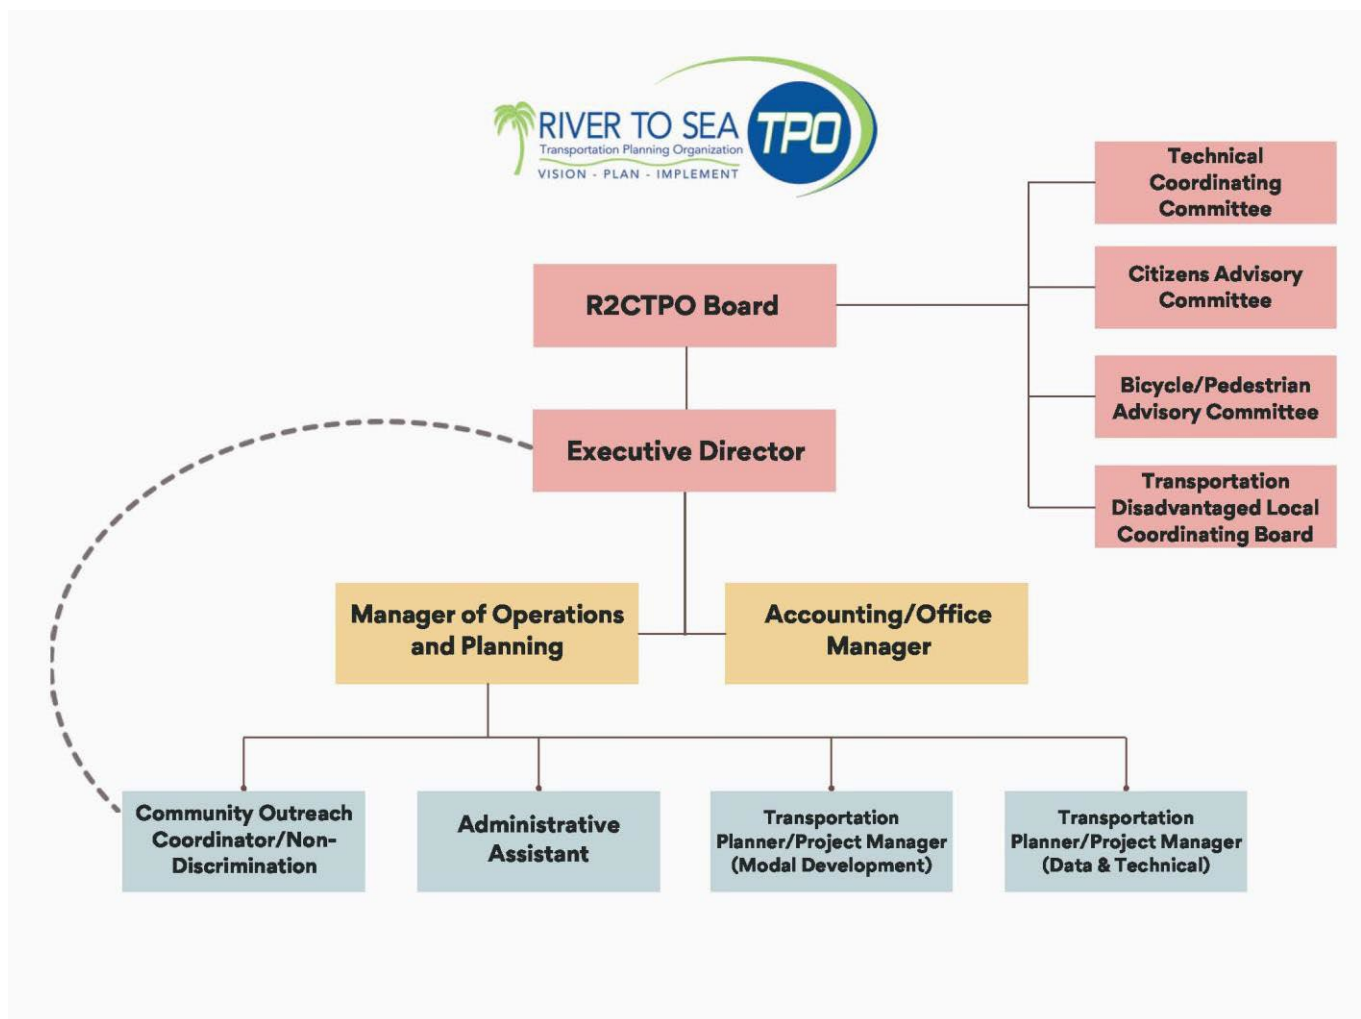 RIVER TO SEA
Transportation Planning Organization
VISION - PLAN - IMPLEMENT
TPO
Technical
Coordinating
Committee
Citizens Advisory
Committee
R2CTPO Board
Bicycle/Pedestrian
Advisory Committee
Executive Director
Transportation
Disadvantaged Local
Coordinating Board
Manager of Operations
and Planning
Accounting/Office
Manager
Community Outreach
Coordinator/Non-
Discrimination
Administrative
Assistant
Transportation
Planner/Project Manager
(Modal Development)
Transportation
Planner/Project Manager
(Data & Technical)